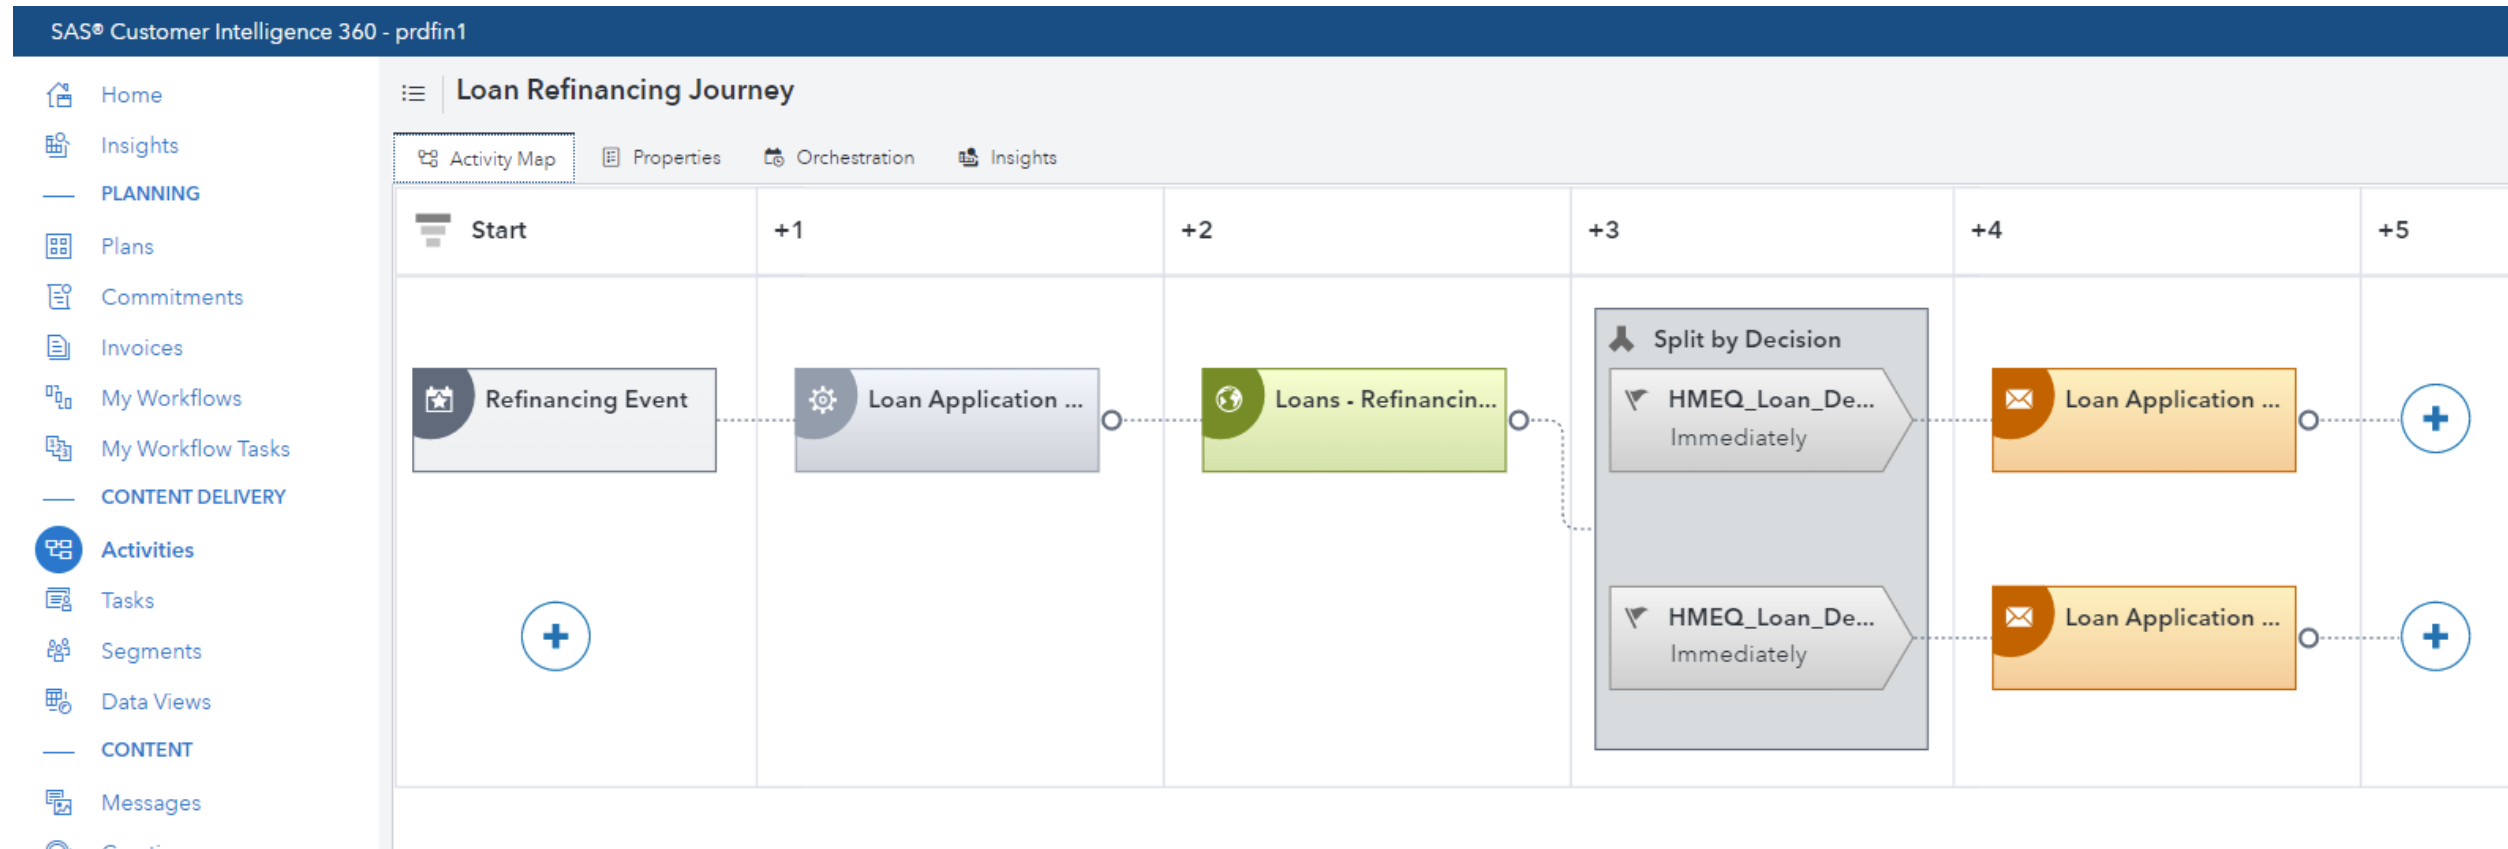 SAS® Customer Intelligence 360 - prdfin1
Home
Insights
PLANNING
Plans
Commitments
Invoices
My Workflows
My Workflow Tasks
CONTENT DELIVERY
Activities
Tasks
Segments
Data Views
CONTENT
Messages
Loan Refinancing Journey
Activity Map
Properties
Orchestration
Insights
Start
+1
+2
+3
+4
+5
Refinancing Event
Loan Application ...
Loans - Refinancin...
Split by Decision
HMEQ_Loan_De...
Immediately
Loan Application ...
HMEQ_Loan_De...
Immediately
Loan Application ...